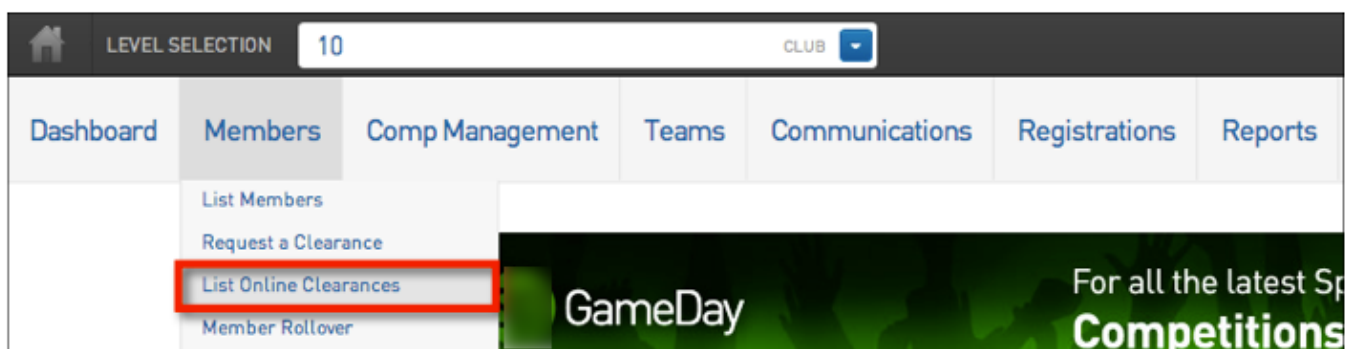 LEVEL SELECTION 10 CLUB
Dashboard Members Comp Management Teams Communications Registrations Reports
List Members
Request a Clearance
List Online Clearances
Member Rollover
GameDay
For all the latest
Competitions